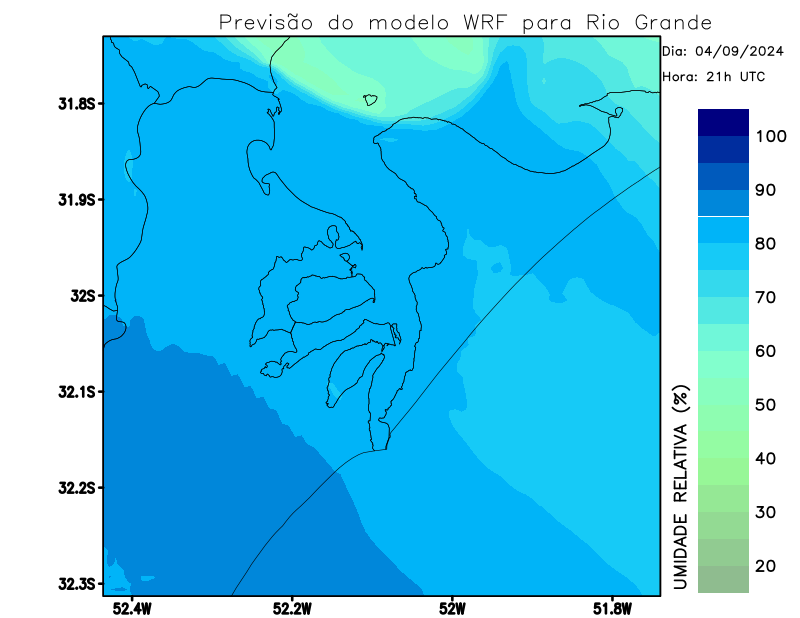 Previsão do modelo WRF para Rio Grande
Dia: 04/09/2024
Hora: 21h UTC
31.8S
31.9S
32S
32.1S
32.2S
32.3S
52.4W
52.2W
52W
51.8W
100
90
80
70
60
50
40
30
20
UMIDADE RELATIVA (%)